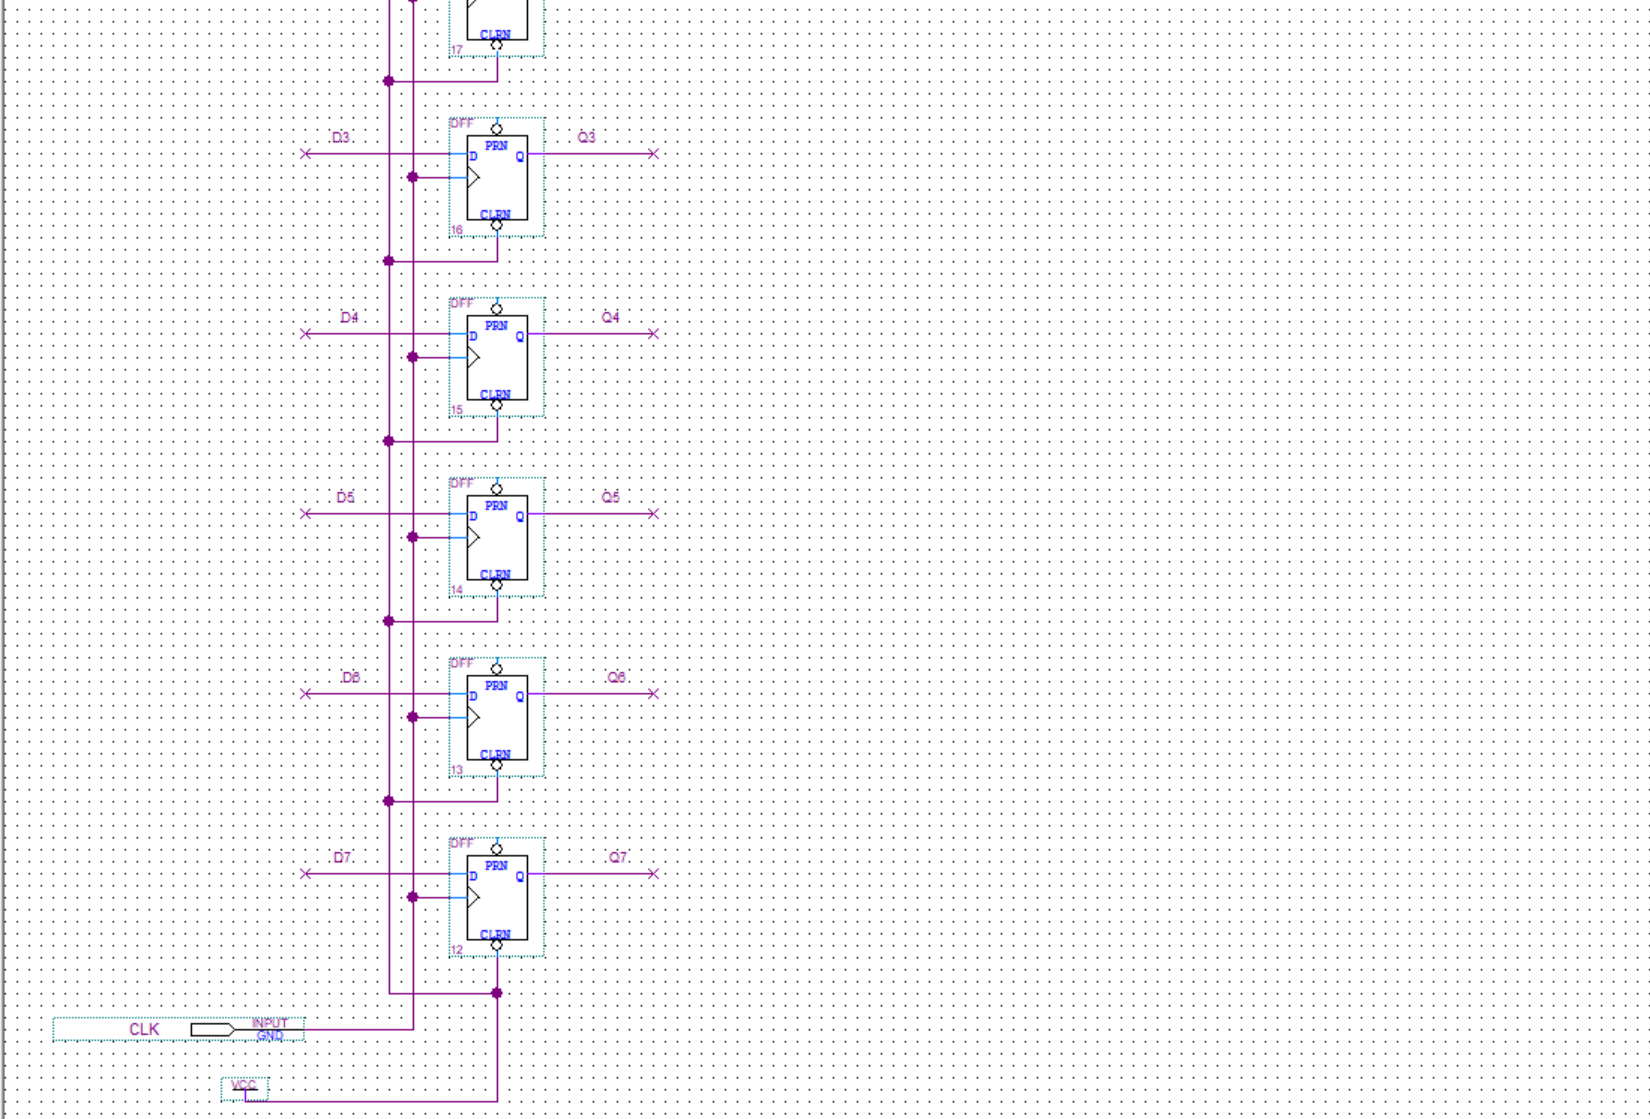 CLRN
17
DFF
D3
Q3
PRN
D Q
CLRN
16
DFF
D4
Q4
PRN
D Q
CLRN
15
DFF
D5
Q5
PRN
D Q
CLRN
14
DFF
D6
Q6
PRN
D Q
CLRN
13
DFF
D7
Q7
PRN
D Q
CLRN
12
CLK
INPUT
GND
VCC